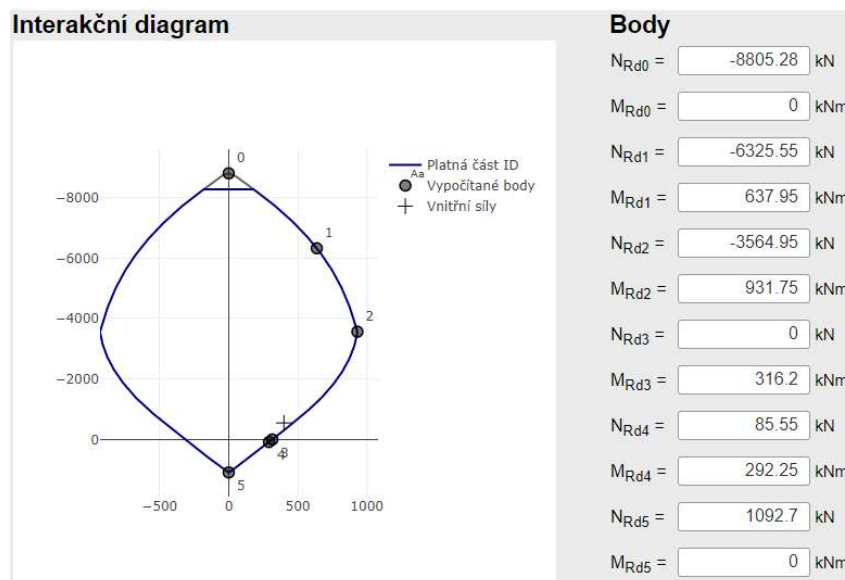 Interakční diagram
0
1
2
4 3
5
−8000
−6000
−4000
−2000
0
−500
0
500
1000
Platná část ID
Aa
Vypočítané body
Vnitřní síly
Body
NRd0 = -8805.28 kN
MRd0 = 0 kNm
NRd1 = -6325.55 kN
MRd1 = 637.95 kNm
NRd2 = -3564.95 kN
MRd2 = 931.75 kNm
NRd3 = 0 kN
MRd3 = 316.2 kNm
NRd4 = 85.55 kN
MRd4 = 292.25 kNm
NRd5 = 1092.7 kN
MRd5 = 0 kNm